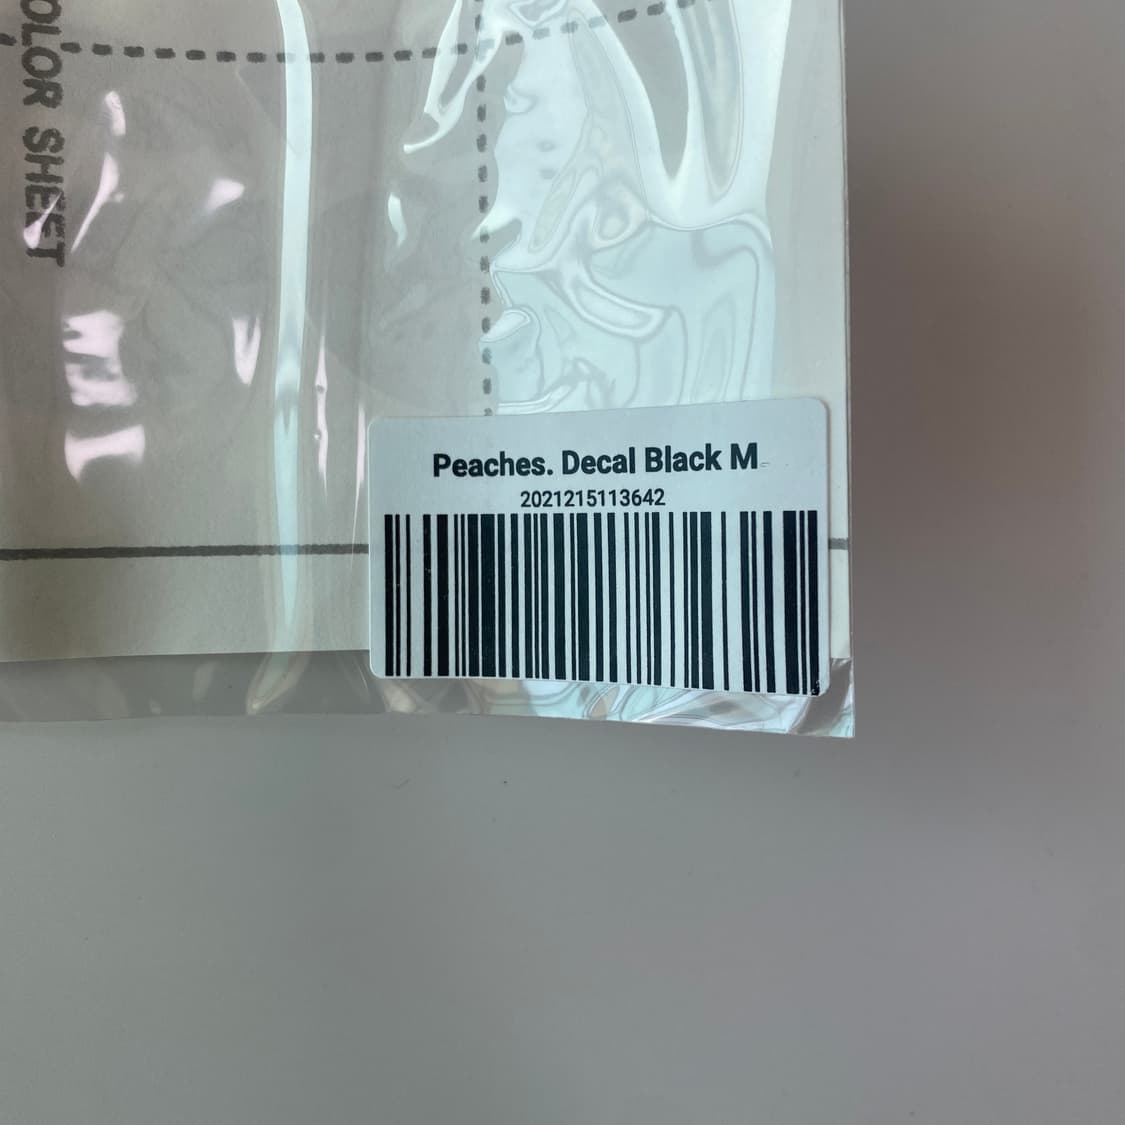 OLOR SHEET
Peaches. Decal Black M
2021215113642